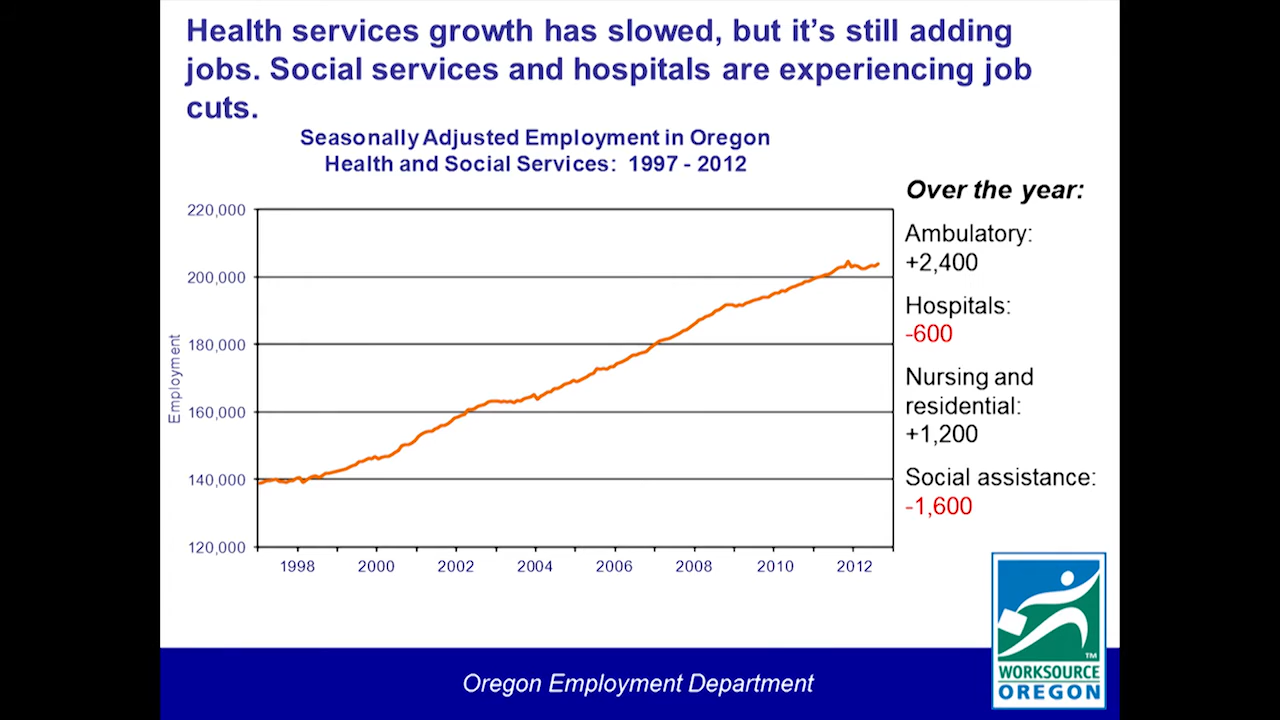 Health services growth has slowed, but it’s still adding
jobs. Social services and hospitals are experiencing job
cuts.
Seasonally Adjusted Employment in Oregon
Health and Social Services: 1997 - 2012
Over the year:
Ambulatory:
+2,400
Hospitals:
-600
Nursing and
residential:
+1,200
Social assistance:
-1,600
Employment
220,000
200,000
180,000
160,000
140,000
120,000
1998 2000 2002 2004 2006 2008 2010 2012
TM
WORKSOURCE
OREGON
Oregon Employment Department